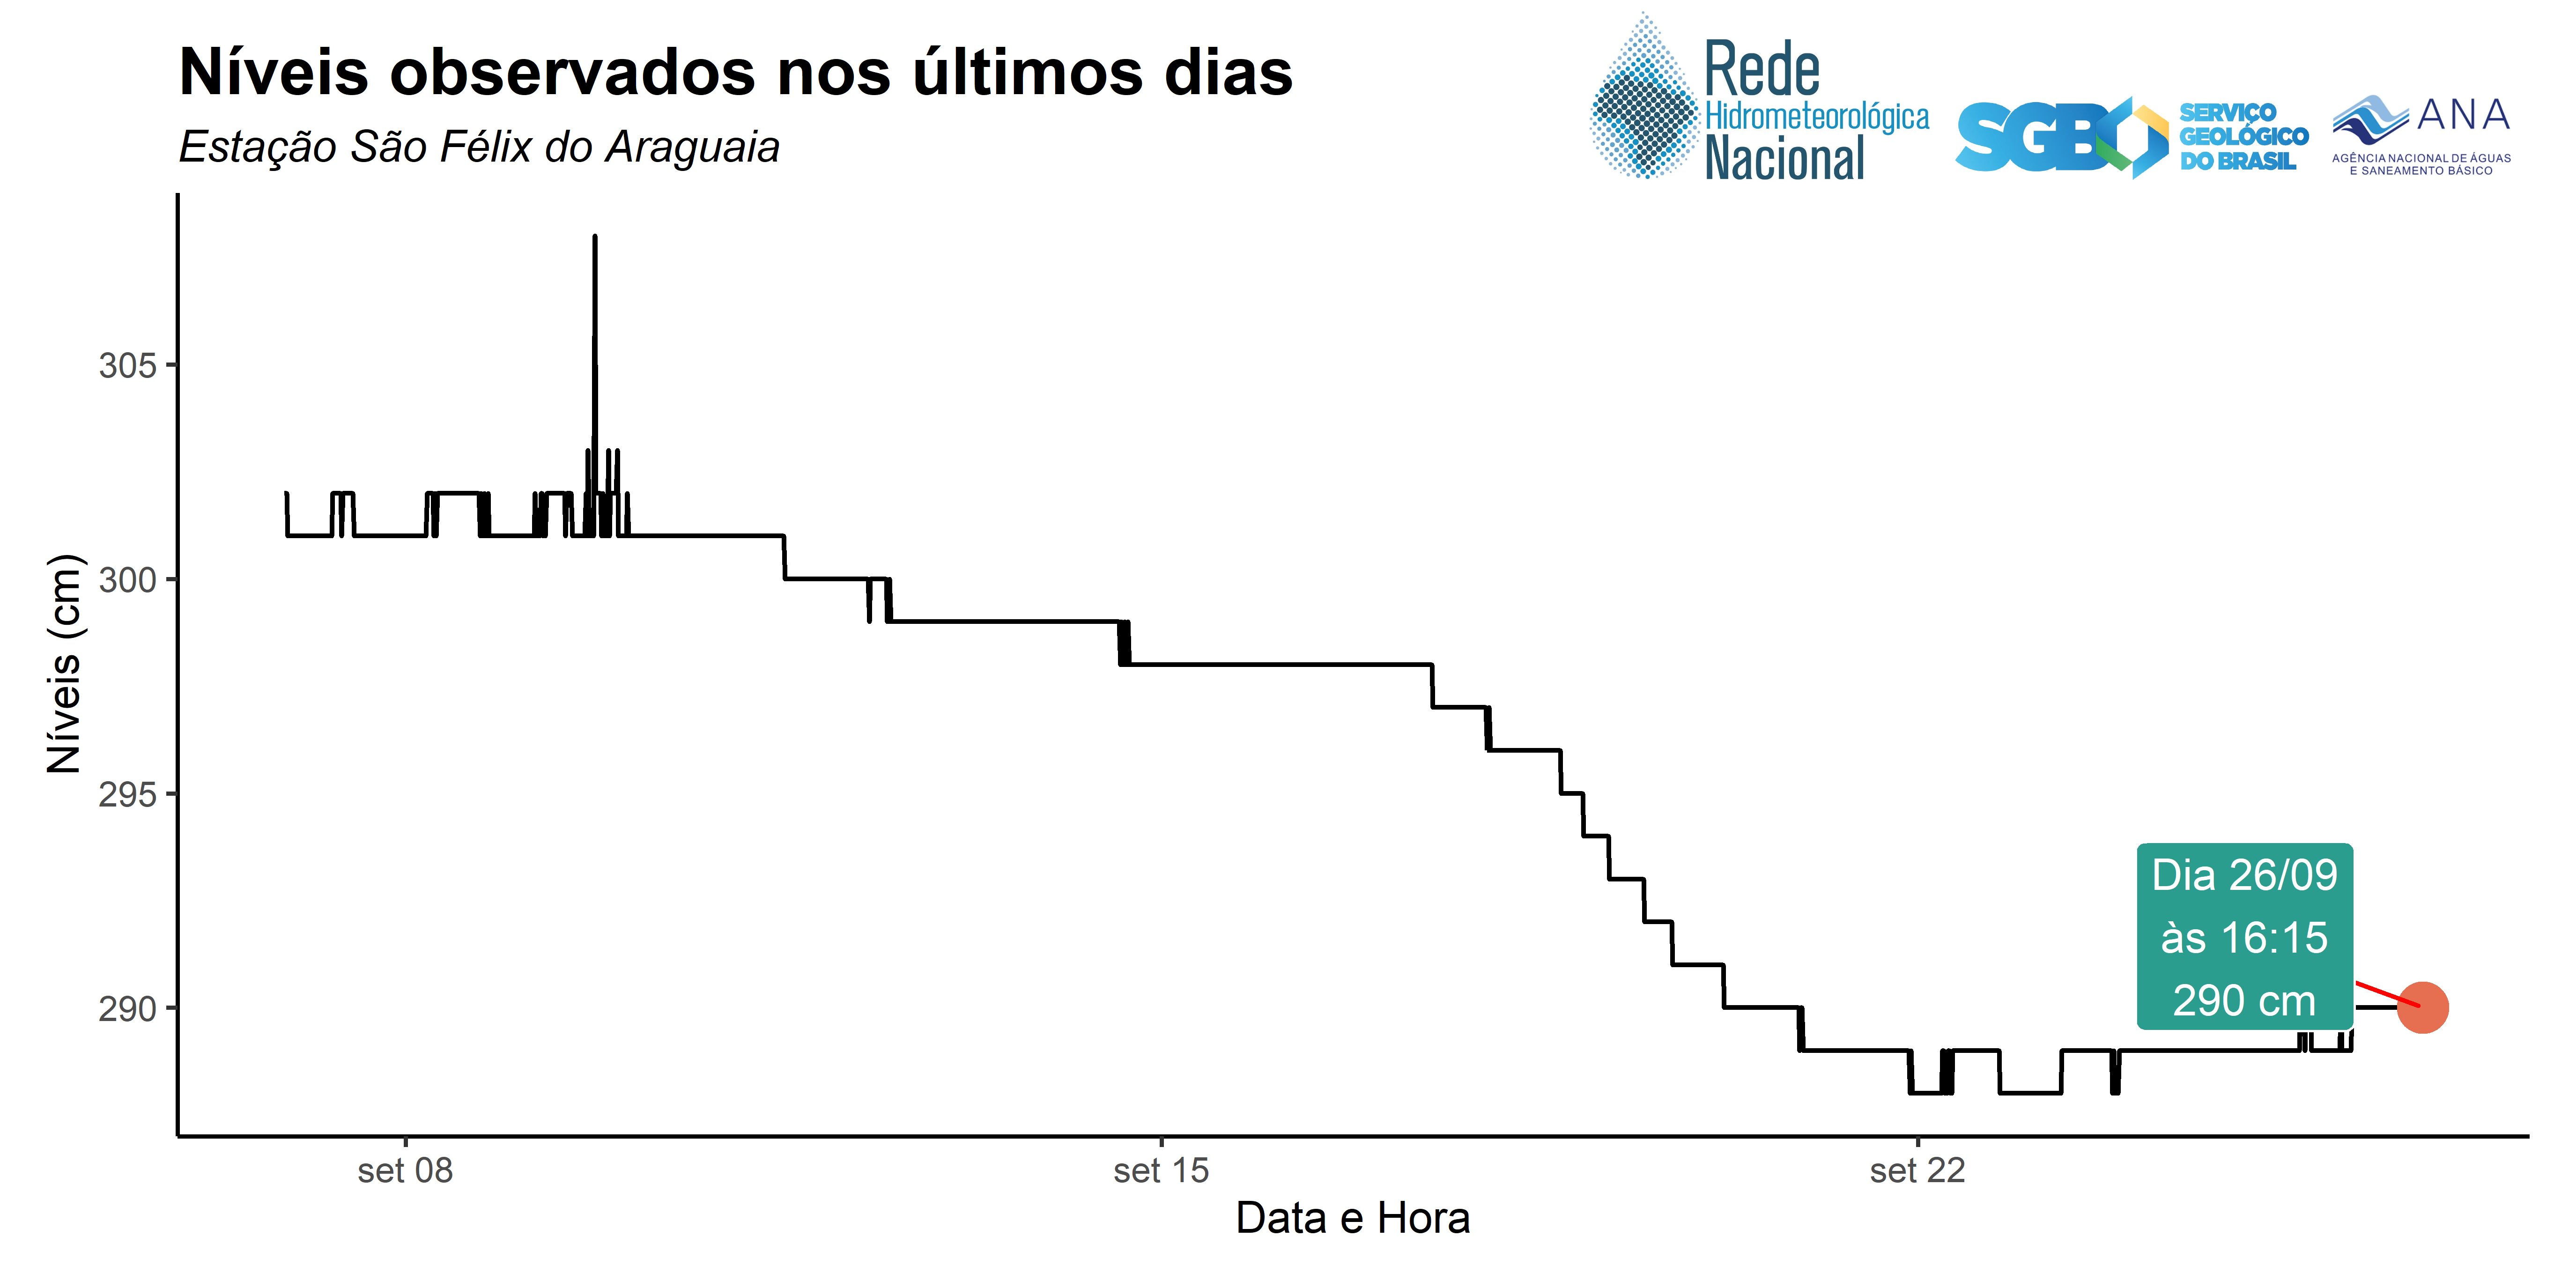 Níveis observados nos últimos dias
Estação São Félix do Araguaia
Rede
Hidrometeorológica
Nacional
SGB
SERVIÇO
GEOLÓGICO
DO BRASIL
ANA
AGÊNCIA NACIONAL DE ÁGUAS
E SANEAMENTO BÁSICO
Níveis (cm)
305
300
295
290
Dia 26/09
às 16:15
290 cm
set 08
set 15
set 22
Data e Hora